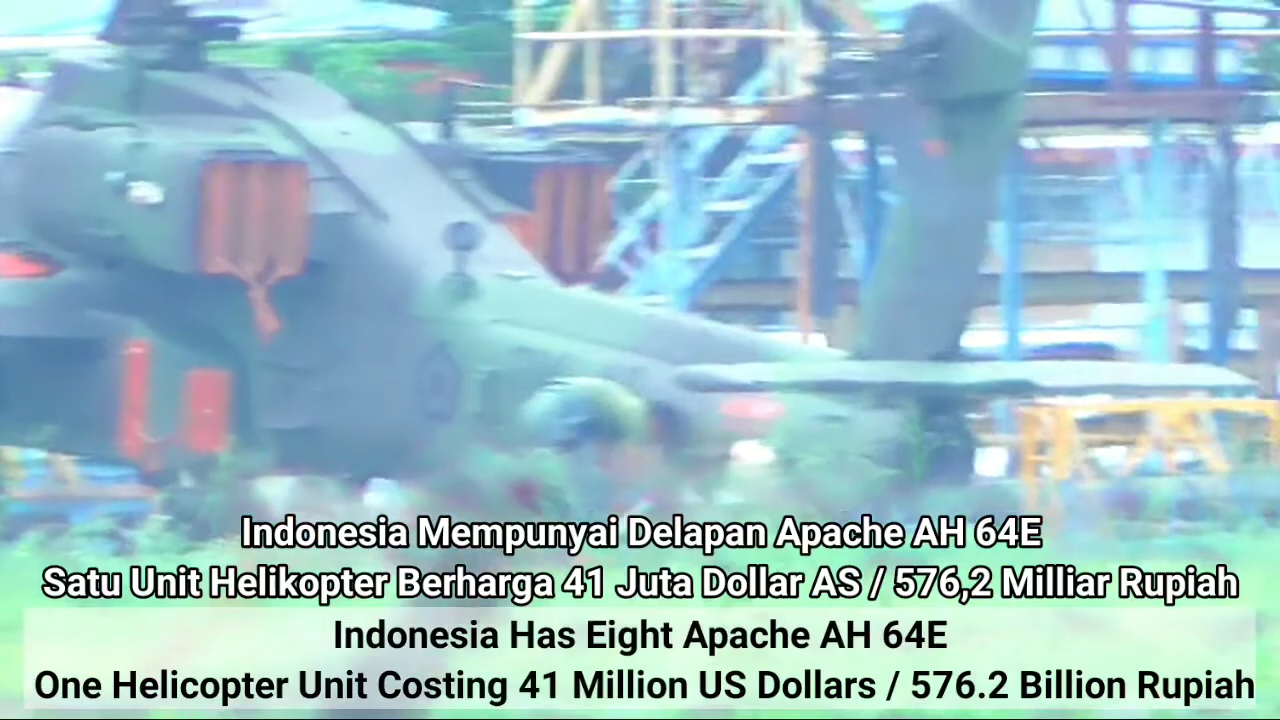 Indonesia Mempunyai Delapan Apache AH 64E
Satu Unit Helikopter Berharga 41 Juta Dollar AS / 576,2 Milliar Rupiah
Indonesia Has Eight Apache AH 64E
One Helicopter Unit Costing 41 Million US Dollars / 576.2 Billion Rupiah